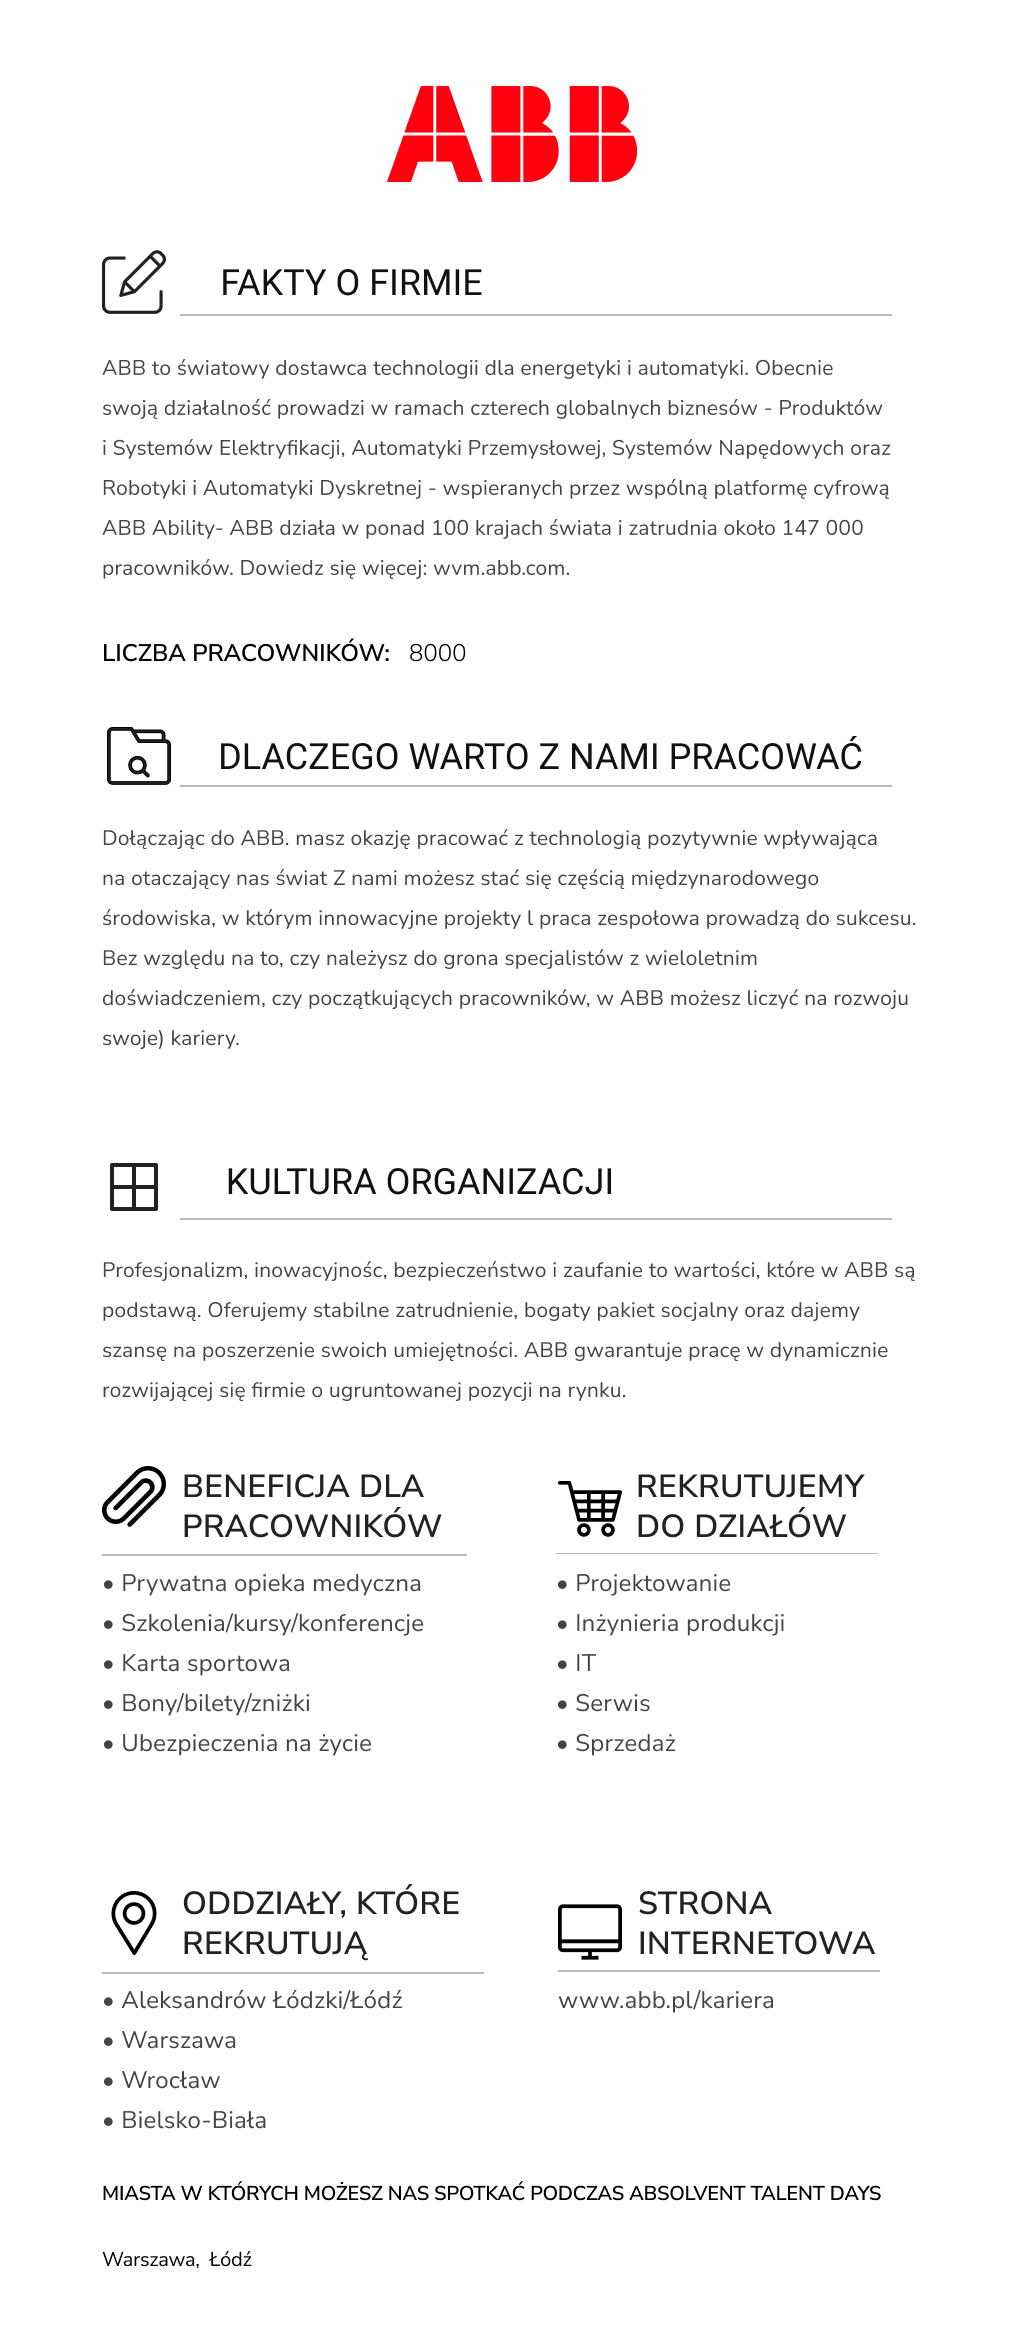 ABB
FAKTY O FIRMIE
ABB to światowy dostawca technologii dla energetyki i automatyki. Obecnie
swoją działalność prowadzi w ramach czterech globalnych biznesów - Produktów
i Systemów Elektryfikacji, Automatyki Przemysłowej, Systemów Napędowych oraz
Robotyki i Automatyki Dyskretnej - wspieranych przez wspólną platformę cyfrową
ABB Ability- ABB działa w ponad 100 krajach świata i zatrudnia około 147 000
pracowników. Dowiedz się więcej: wvm.abb.com.
LICZBA PRACOWNIKÓW: 8000
DLACZEGO WARTO Z NAMI PRACOWAĆ
Dołączając do ABB. masz okazję pracować z technologią pozytywnie wpływająca
na otaczający nas świat Z nami możesz stać się częścią międzynarodowego
środowiska, w którym innowacyjne projekty l praca zespołowa prowadzą do sukcesu.
Bez względu na to, czy należysz do grona specjalistów z wieloletnim
doświadczeniem, czy początkujących pracowników, w ABB możesz liczyć na rozwoju
swoje) kariery.
KULTURA ORGANIZACJI
Profesjonalizm, inowacyjnośc, bezpieczeństwo i zaufanie to wartości, które w ABB są
podstawą. Oferujemy stabilne zatrudnienie, bogaty pakiet socjalny oraz dajemy
szansę na poszerzenie swoich umiejętności. ABB gwarantuje pracę w dynamicznie
rozwijającej się firmie o ugruntowanej pozycji na rynku.
BENEFICJA DLA
PRACOWNIKÓW
• Prywatna opieka medyczna
• Szkolenia/kursy/konferencje
• Karta sportowa
• Bony/bilety/zniżki
• Ubezpieczenia na życie
REKRUTUJEMY
DO DZIAŁÓW
• Projektowanie
• Inżynieria produkcji
• IT
• Serwis
• Sprzedaż
ODDZIAŁY, KTÓRE
REKRUTUJĄ
• Aleksandrów Łódzki/Łódź
• Warszawa
• Wrocław
• Bielsko-Biała
STRONA
INTERNETOWA
www.abb.pl/kariera
MIASTA W KTÓRYCH MOŻESZ NAS SPOTKAĆ PODCZAS ABSOLVENT TALENT DAYS
Warszawa, Łódź